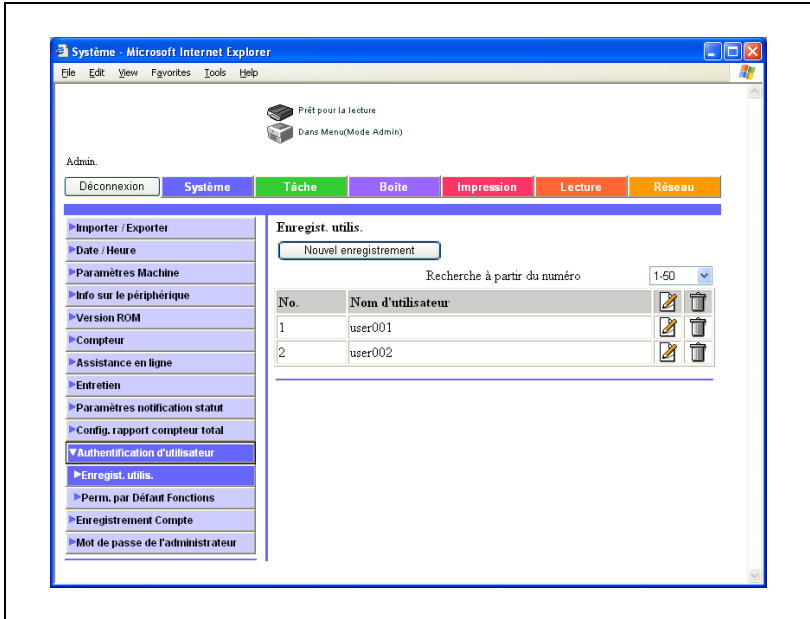 Système - Microsoft Internet Explorer
File Edit View Favorites Tools Help
Prêt pour la lecture
Dans Menu(Mode Admin)
Admin.
Déconnexion Système Tâche Boîte Impression Lecture Réseau
Importer / Exporter
Date / Heure
Paramètres Machine
Info sur le périphérique
Version ROM
Compteur
Assistance en ligne
Entretien
Paramètres notification statut
Config. rapport compteur total
Authentification d'utilisateur
Enregist. utilis.
Perm. par Défaut Fonctions
Enregistrement Compte
Mot de passe de l'administrateur
Enregist. utilis.
Nouvel enregistrement
Recherche à partir du numéro 1-50
No. Nom d'utilisateur
1 user001
2 user002